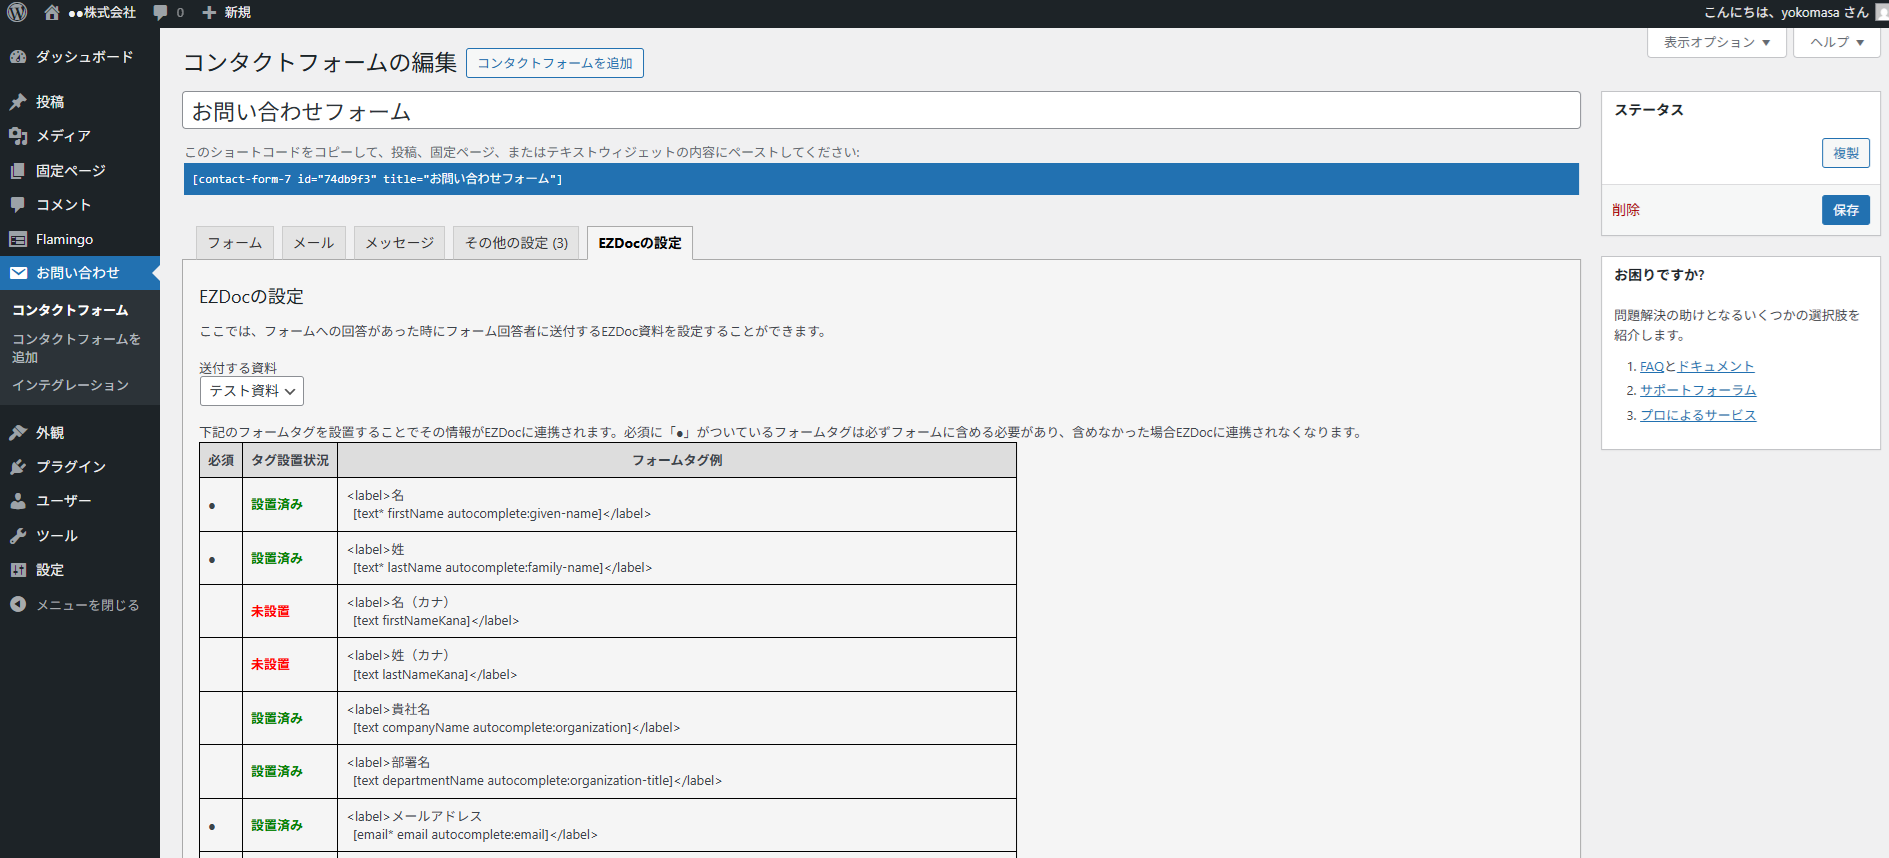 ●●株式会社 0 新規
こんにちは、yokomasa さん
ダッシュボード
投稿
メディア
固定ページ
コメント
Flamingo
お問い合わせ
コンタクトフォーム
コンタクトフォームを
追加
インテグレーション
外観
プラグイン
ユーザー
ツール
設定
メニューを閉じる
表示オプション ▼
ヘルプ ▼
コンタクトフォームの編集 コンタクトフォームを追加
お問い合わせフォーム
このショートコードをコピーして、投稿、固定ページ、またはテキストウィジェットの内容にペーストしてください:
[contact-form-7 id="74db9f3" title="お問い合わせフォーム"]
フォーム メール メッセージ その他の設定 (3) EZDocの設定
EZDocの設定
ここでは、フォームへの回答があった時にフォーム回答者に送付するEZDoc資料を設定することができます。
送付する資料
テスト資料
下記のフォームタグを設置することでその情報がEZDocに連携されます。必須に「●」がついているフォームタグは必ずフォームに含める必要があり、含めなかった場合EZDocに連携されなくなります。
必須 タグ設置状況 フォームタグ例
● 設置済み <label>名
[text* firstName autocomplete:given-name]</label>
● 設置済み <label>姓
[text* lastName autocomplete:family-name]</label>
未設置 <label>名（カナ）
[text firstNameKana]</label>
未設置 <label>姓（カナ）
[text lastNameKana]</label>
設置済み <label>貴社名
[text companyName autocomplete:organization]</label>
設置済み <label>部署名
[text departmentName autocomplete:organization-title]</label>
● 設置済み <label>メールアドレス
[email* email autocomplete:email]</label>
ステータス
複製
削除 保存
お困りですか?
問題解決の助けとなるいくつかの選択肢を
紹介します。
1. FAQとドキュメント
2. サポートフォーラム
3. プロによるサービス